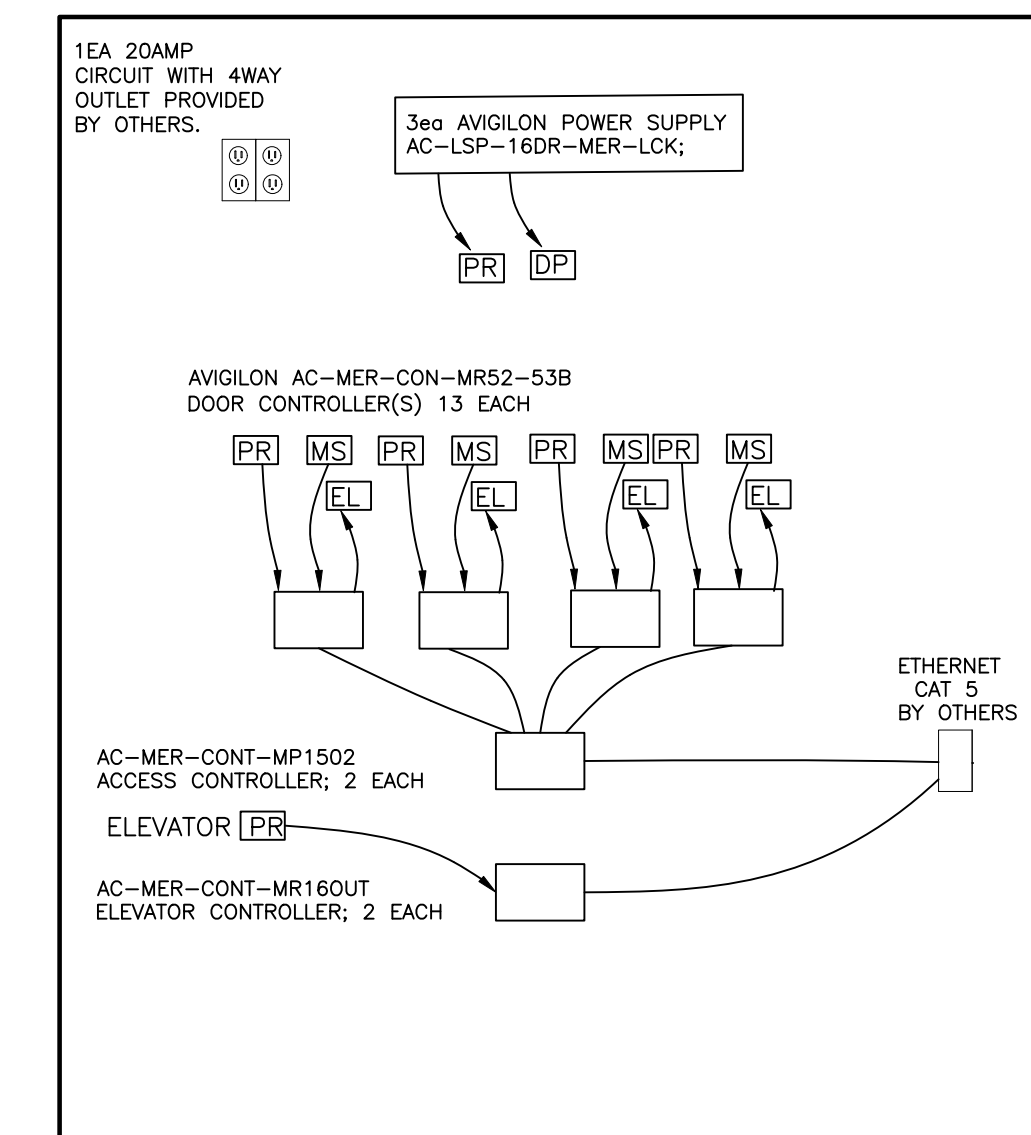 1EA 20AMP
CIRCUIT WITH 4WAY
OUTLET PROVIDED
BY OTHERS.
3ea AVIGILON POWER SUPPLY
AC-LSP-16DR-MER-LCK;
PR DP
AVIGILON AC-MER-CON-MR52-S3B
DOOR CONTROLLER(S) 13 EACH
PR MS PR MS PR MS PR MS
EL EL EL EL
ETHERNET
CAT 5
BY OTHERS
AC-MER-CONT-MP1502
ACCESS CONTROLLER; 2 EACH
ELEVATOR PR
AC-MER-CONT-MR16OUT
ELEVATOR CONTROLLER; 2 EACH